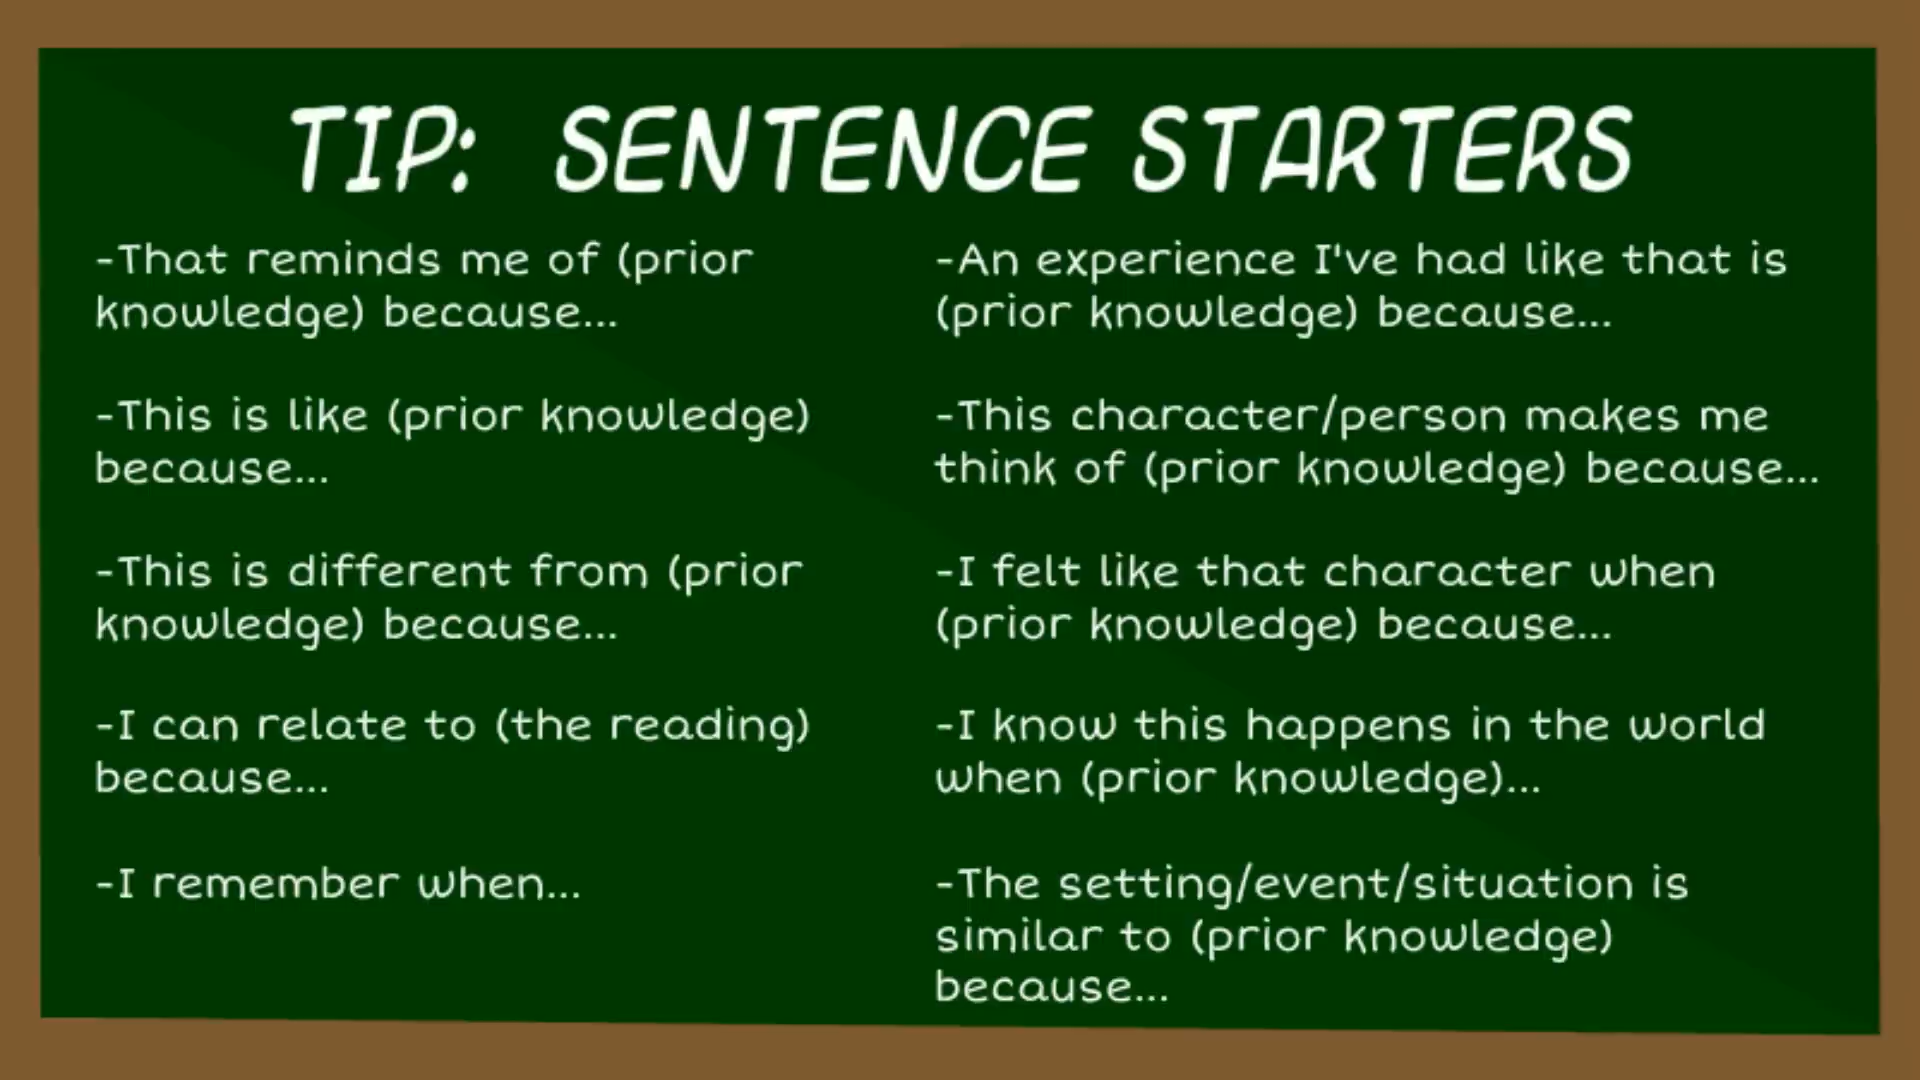 TIP: SENTENCE STARTERS
-That reminds me of (prior
knowledge) because...
-This is like (prior knowledge)
because...
-This is different from (prior
knowledge) because...
-I can relate to (the reading)
because...
-I remember when...
-An experience I've had like that is
(prior knowledge) because...
-This character/person makes me
think of (prior knowledge) because...
-I felt like that character when
(prior knowledge) because...
-I know this happens in the world
when (prior knowledge)...
-The setting/event/situation is
similar to (prior knowledge)
because...